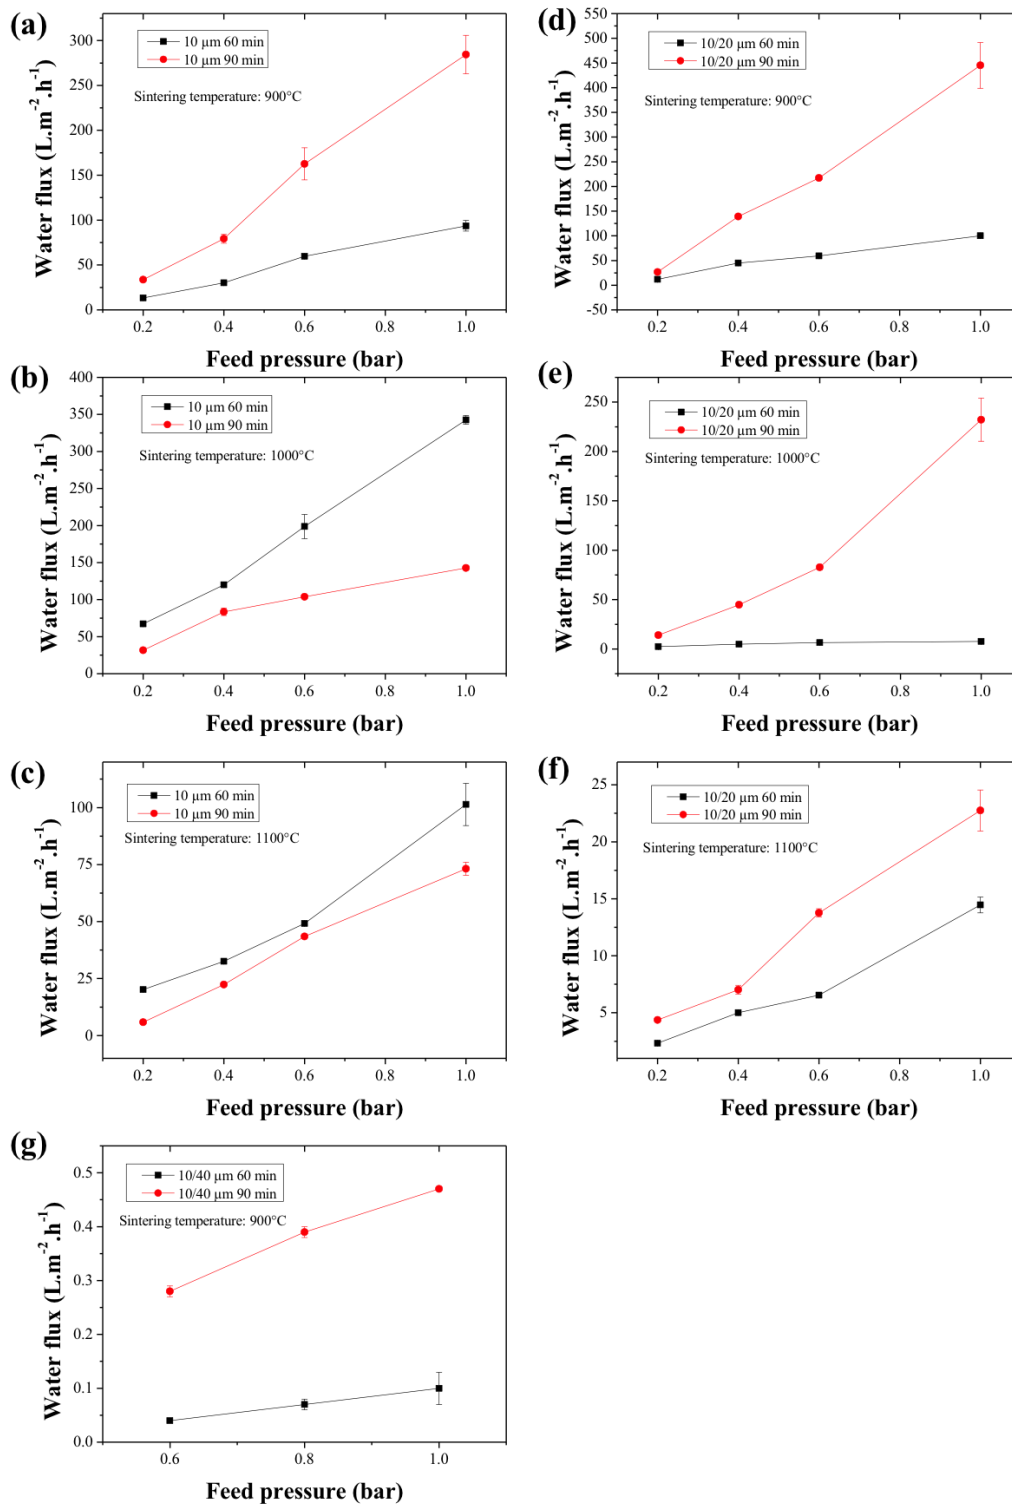 (a)
10 µm 60 min
10 µm 90 min
Sintering temperature: 900°C
Water flux (L.m⁻².h⁻¹)
300
250
200
150
100
50
0
0.2 0.4 0.6 0.8 1.0
Feed pressure (bar)
(d)
10/20 µm 60 min
10/20 µm 90 min
Sintering temperature: 900°C
Water flux (L.m⁻².h⁻¹)
550
500
450
400
350
300
250
200
150
100
50
0
-50
0.2 0.4 0.6 0.8 1.0
Feed pressure (bar)
(b)
10 µm 60 min
10 µm 90 min
Sintering temperature: 1000°C
Water flux (L.m⁻².h⁻¹)
400
350
300
250
200
150
100
50
0
0.2 0.4 0.6 0.8 1.0
Feed pressure (bar)
(e)
10/20 µm 60 min
10/20 µm 90 min
Sintering temperature: 1000°C
Water flux (L.m⁻².h⁻¹)
250
200
150
100
50
0
0.2 0.4 0.6 0.8 1.0
Feed pressure (bar)
(c)
10 µm 60 min
10 µm 90 min
Sintering temperature: 1100°C
Water flux (L.m⁻².h⁻¹)
100
75
50
25
0
0.2 0.4 0.6 0.8 1.0
Feed pressure (bar)
(f)
10/20 µm 60 min
10/20 µm 90 min
Sintering temperature: 1100°C
Water flux (L.m⁻².h⁻¹)
25
20
15
10
5
0.2 0.4 0.6 0.8 1.0
Feed pressure (bar)
(g)
10/40 µm 60 min
10/40 µm 90 min
Sintering temperature: 900°C
Water flux (L.m⁻².h⁻¹)
0.5
0.4
0.3
0.2
0.1
0.0
0.6 0.8 1.0
Feed pressure (bar)